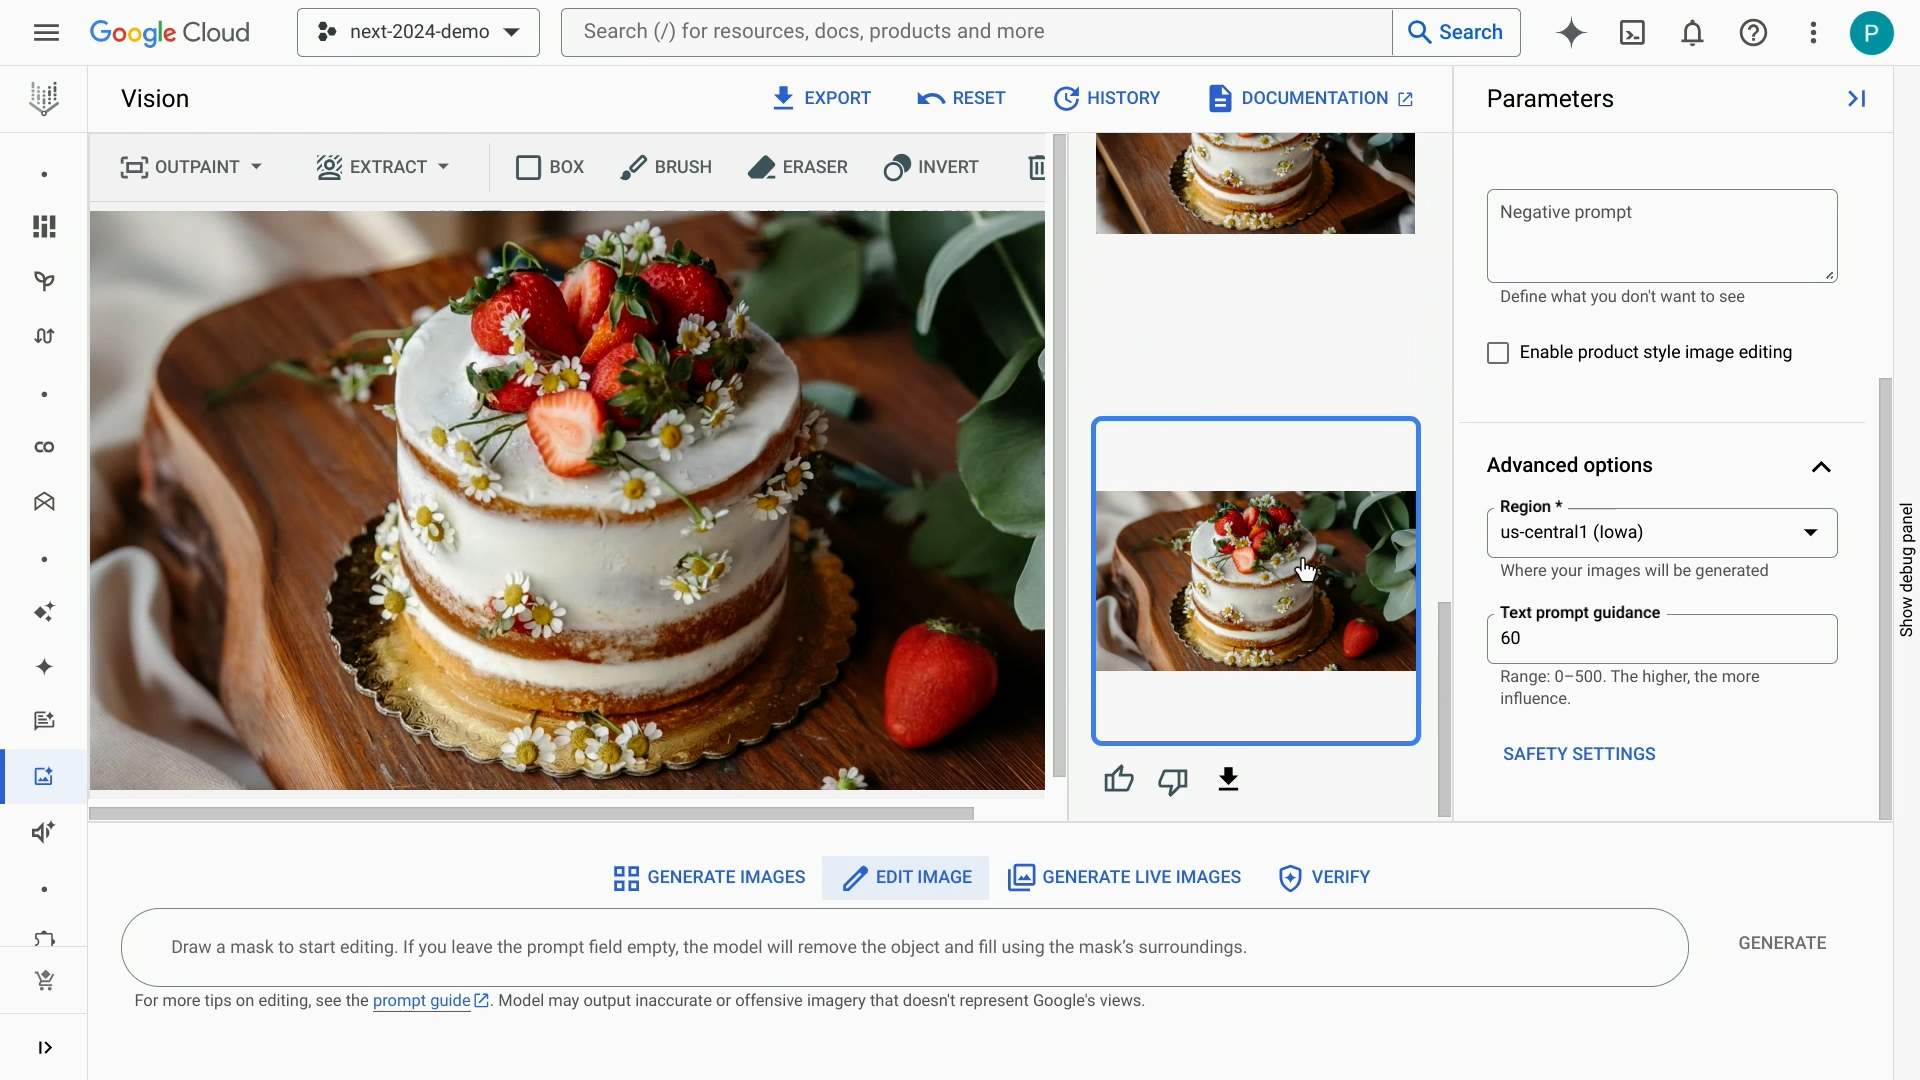 Google Cloud
next-2024-demo
Search (/) for resources, docs, products and more
Search
P
Vision
EXPORT
RESET
HISTORY
DOCUMENTATION
Parameters
OUTPAINT
EXTRACT
BOX
BRUSH
ERASER
INVERT
Negative prompt
Define what you don't want to see
Enable product style image editing
Advanced options
Region *
us-central1 (Iowa)
Where your images will be generated
Text prompt guidance
60
Range: 0–500. The higher, the more
influence.
SAFETY SETTINGS
Show debug panel
GENERATE IMAGES
EDIT IMAGE
GENERATE LIVE IMAGES
VERIFY
Draw a mask to start editing. If you leave the prompt field empty, the model will remove the object and fill using the mask's surroundings.
GENERATE
For more tips on editing, see the prompt guide. Model may output inaccurate or offensive imagery that doesn't represent Google's views.